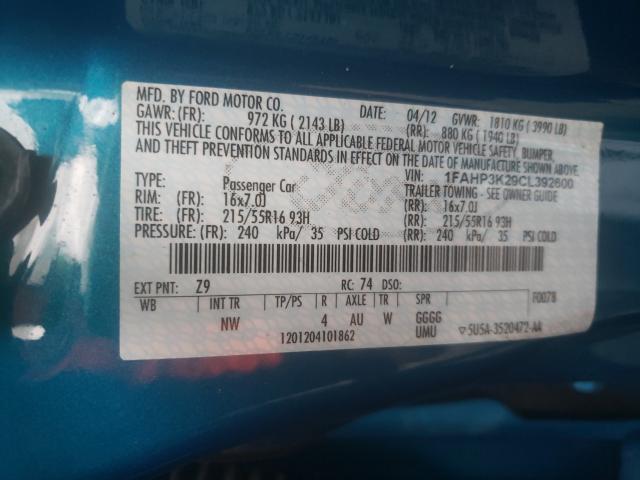 MFD. BY FORD MOTOR CO. DATE: 04/12 GVWR: 1810 KG ( 3990 LB)
GAWR: (FR): 972 KG ( 2143 LB) (RR): 880 KG ( 1940 LB)
THIS VEHICLE CONFORMS TO ALL APPLICABLE FEDERAL MOTOR VEHICLE SAFETY, BUMPER,
AND THEFT PREVENTION STANDARDS IN EFFECT ON THE DATE OF MANUFACTURE SHOWN ABOVE.
VIN: 1FAHP3K29CL392600
TYPE: Passenger Car TRAILER TOWING - SEE OWNER GUIDE
RIM: (FR): 16x7.0J (RR): 16x7.0J
TIRE: (FR): 215/55R16 93H (RR): 215/55R16 93H
PRESSURE: (FR): 240 kPa/ 35 PSI COLD (RR): 240 kPa/ 35 PSI COLD
EXT PNT: Z9 RC: 74 DSO: F0078
WB INT TR TP/PS R AXLE TR SPR
NW 4 AU W GGGG
1201204101862 UMU 5U5A-3520472-AA